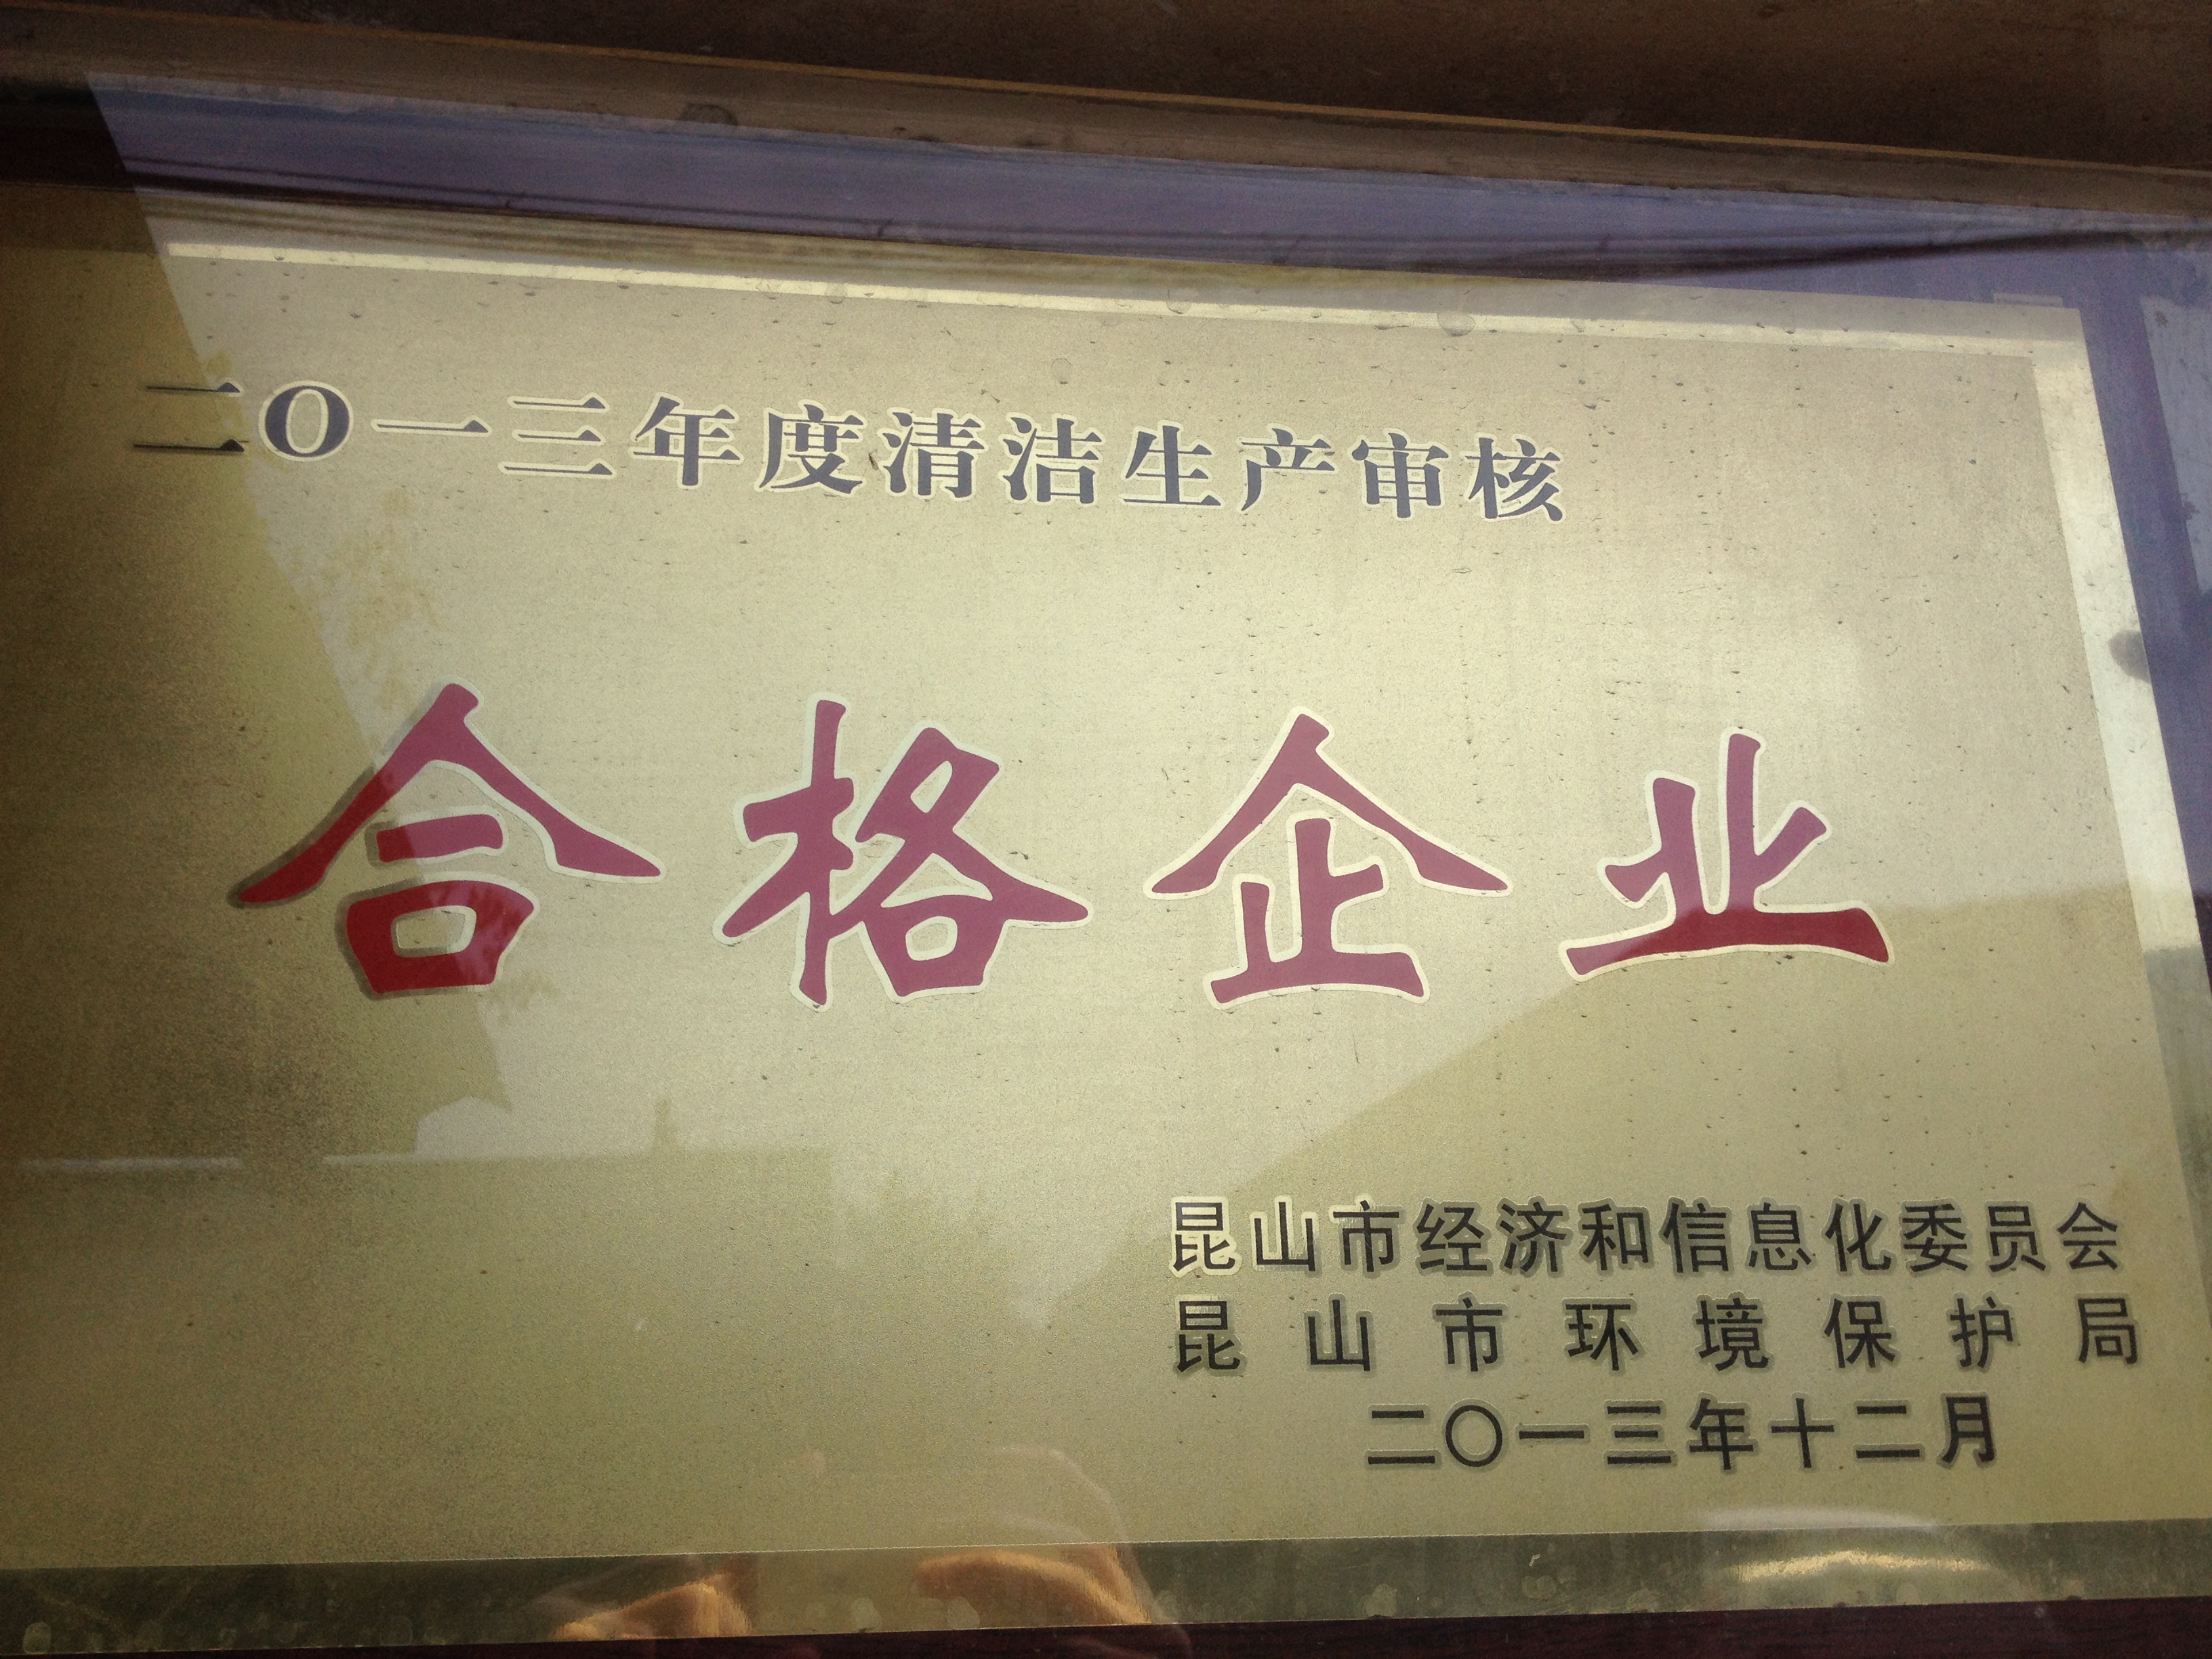 二O一三年度清洁生产审核
合格企业
昆山市经济和信息化委员会
昆山市环境保护局
二〇一三年十二月